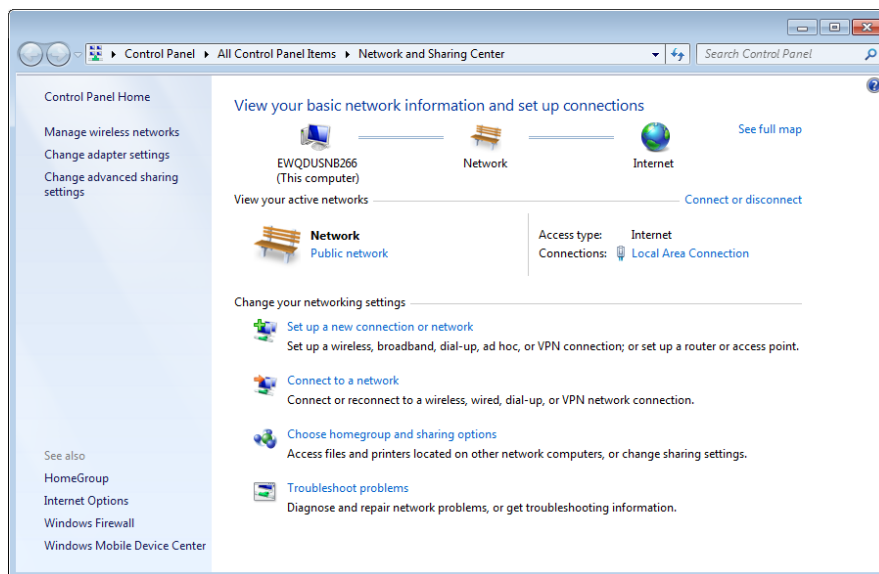 Control Panel ▸ All Control Panel Items ▸ Network and Sharing Center
Search Control Panel
Control Panel Home
Manage wireless networks
Change adapter settings
Change advanced sharing
settings
See also
HomeGroup
Internet Options
Windows Firewall
Windows Mobile Device Center
View your basic network information and set up connections
EWQDUSNB266
(This computer)
Network
Internet
See full map
View your active networks
Connect or disconnect
Network
Public network
Access type: Internet
Connections: Local Area Connection
Change your networking settings
Set up a new connection or network
Set up a wireless, broadband, dial-up, ad hoc, or VPN connection; or set up a router or access point.
Connect to a network
Connect or reconnect to a wireless, wired, dial-up, or VPN network connection.
Choose homegroup and sharing options
Access files and printers located on other network computers, or change sharing settings.
Troubleshoot problems
Diagnose and repair network problems, or get troubleshooting information.